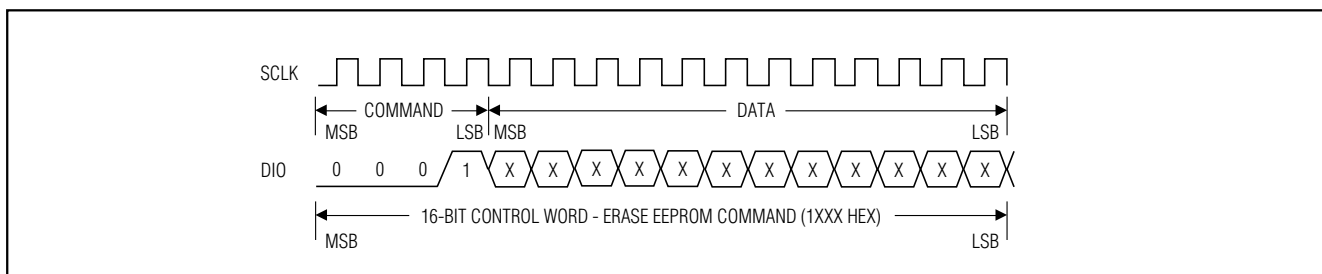 SCLK
COMMAND DATA
MSB LSB MSB LSB
DIO 0 0 0 1 X X X X X X X X X X X X
16-BIT CONTROL WORD - ERASE EEPROM COMMAND (1XXX HEX)
MSB LSB